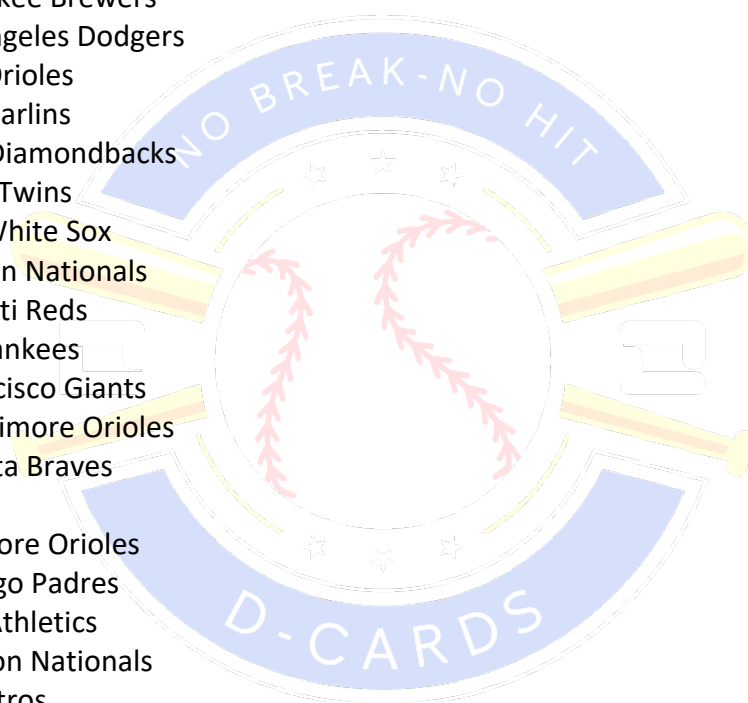 kee Brewers
ngeles Dodgers
Orioles
arlins
Diamondbacks
Twins
White Sox
n Nationals
ti Reds
ankees
cisco Giants
imore Orioles
ta Braves
ore Orioles
go Padres
Athletics
on Nationals
tros
NO BREAK-NO HIT
D-CARDS